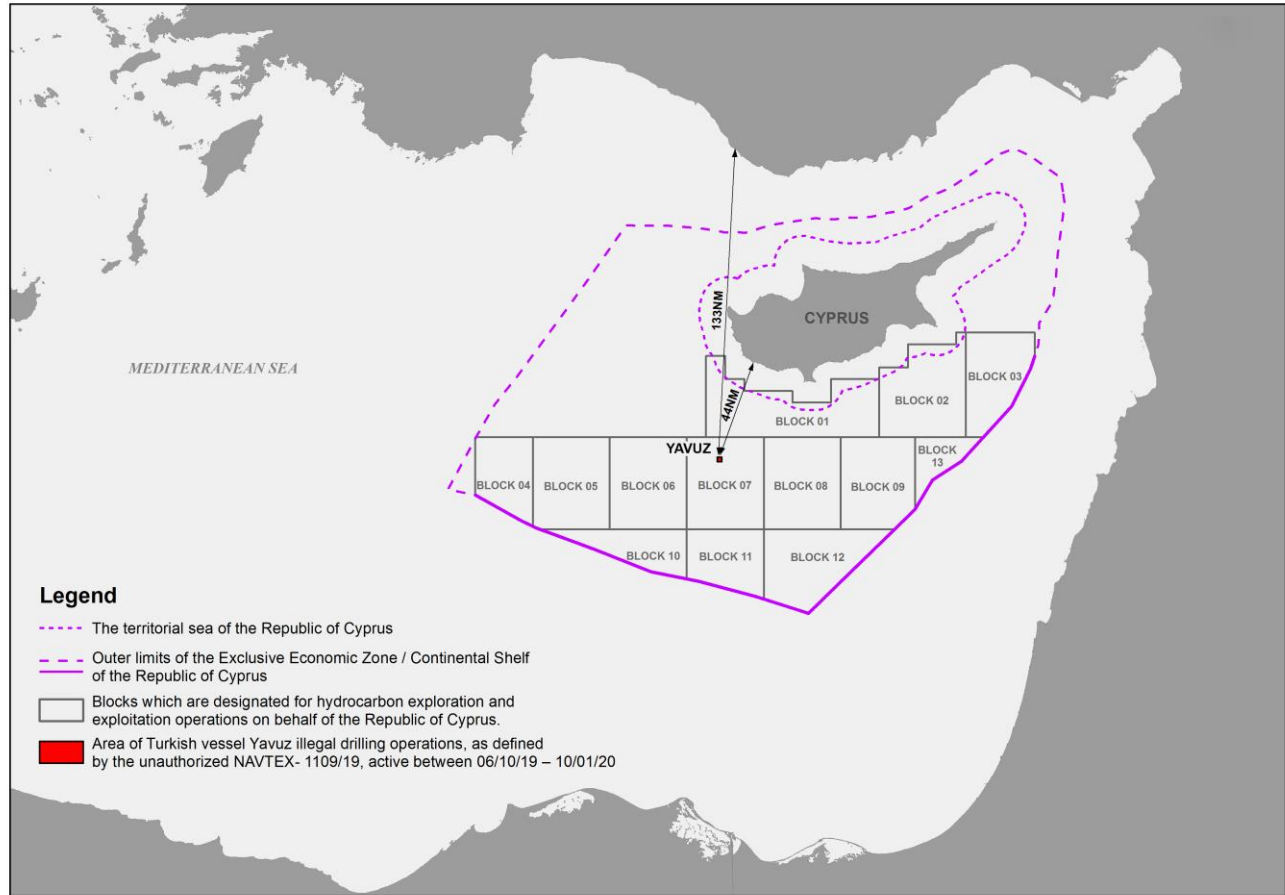 133NM
CYPRUS
MEDITERRANEAN SEA
44NM
BLOCK 03
BLOCK 02
BLOCK 01
YAVUZ
BLOCK
13
BLOCK 04
BLOCK 05
BLOCK 06
BLOCK 07
BLOCK 08
BLOCK 09
BLOCK 10
BLOCK 11
BLOCK 12
Legend
The territorial sea of the Republic of Cyprus
Outer limits of the Exclusive Economic Zone / Continental Shelf
of the Republic of Cyprus
Blocks which are designated for hydrocarbon exploration and
exploitation operations on behalf of the Republic of Cyprus.
Area of Turkish vessel Yavuz illegal drilling operations, as defined
by the unauthorized NAVTEX- 1109/19, active between 06/10/19 – 10/01/20